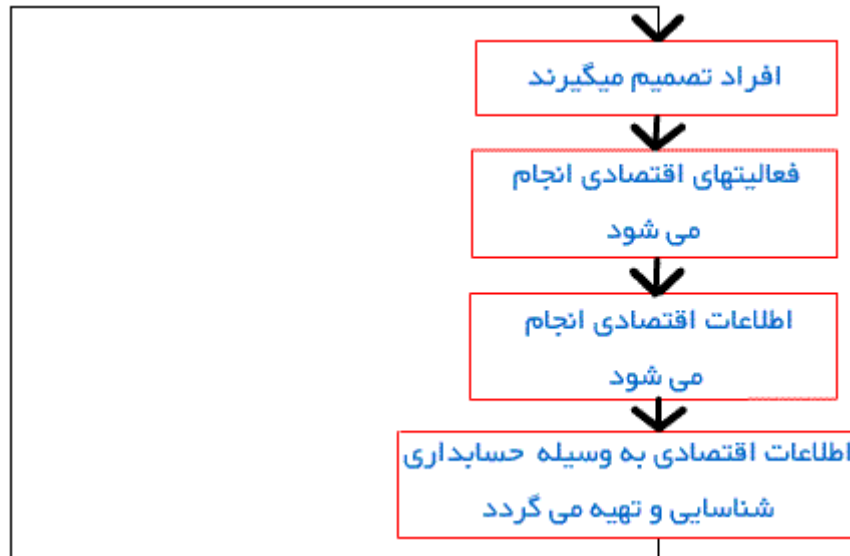 افراد تصمیم میگیرند
فعالیتهای اقتصادی انجام
می شود
اطلاعات اقتصادی انجام
می شود
اطلاعات اقتصادی به وسیله حسابداری
شناسایی و تهیه می گردد